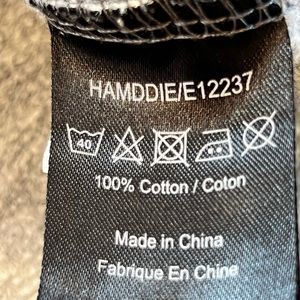 HAMDDIE/E12237
40
100% Cotton / Coton
Made in China
Fabrique En Chine